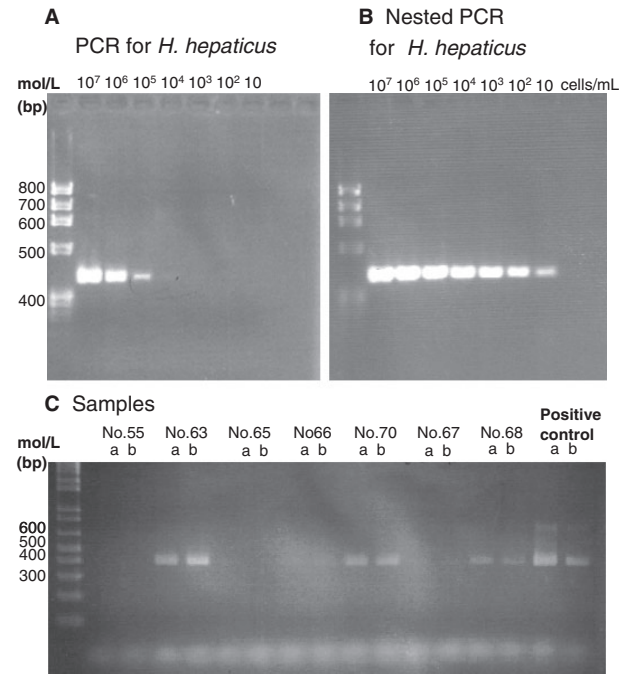 A
PCR for H. hepaticus
mol/L 10⁷ 10⁶ 10⁵ 10⁴ 10³ 10² 10
(bp)
800
700
600
500
400
B Nested PCR
for H. hepaticus
10⁷ 10⁶ 10⁵ 10⁴ 10³ 10² 10 cells/mL
C Samples
mol/L
(bp)
No.55 No.63 No.65 No66 No.70 No.67 No.68 Positive control
a b a b a b a b a b a b a b a b
600
500
400
300